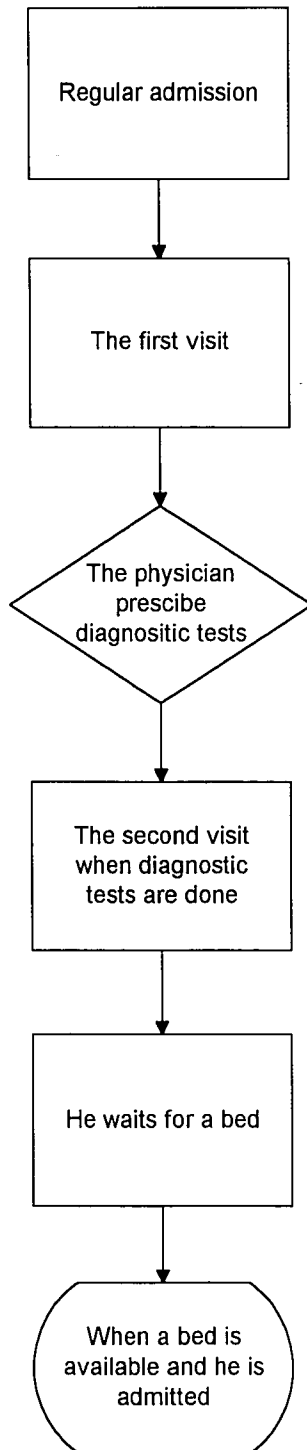 Regular admission
The first visit
The physician
prescibe
diagnositic tests
The second visit
when diagnostic
tests are done
He waits for a bed
When a bed is
available and he is
admitted